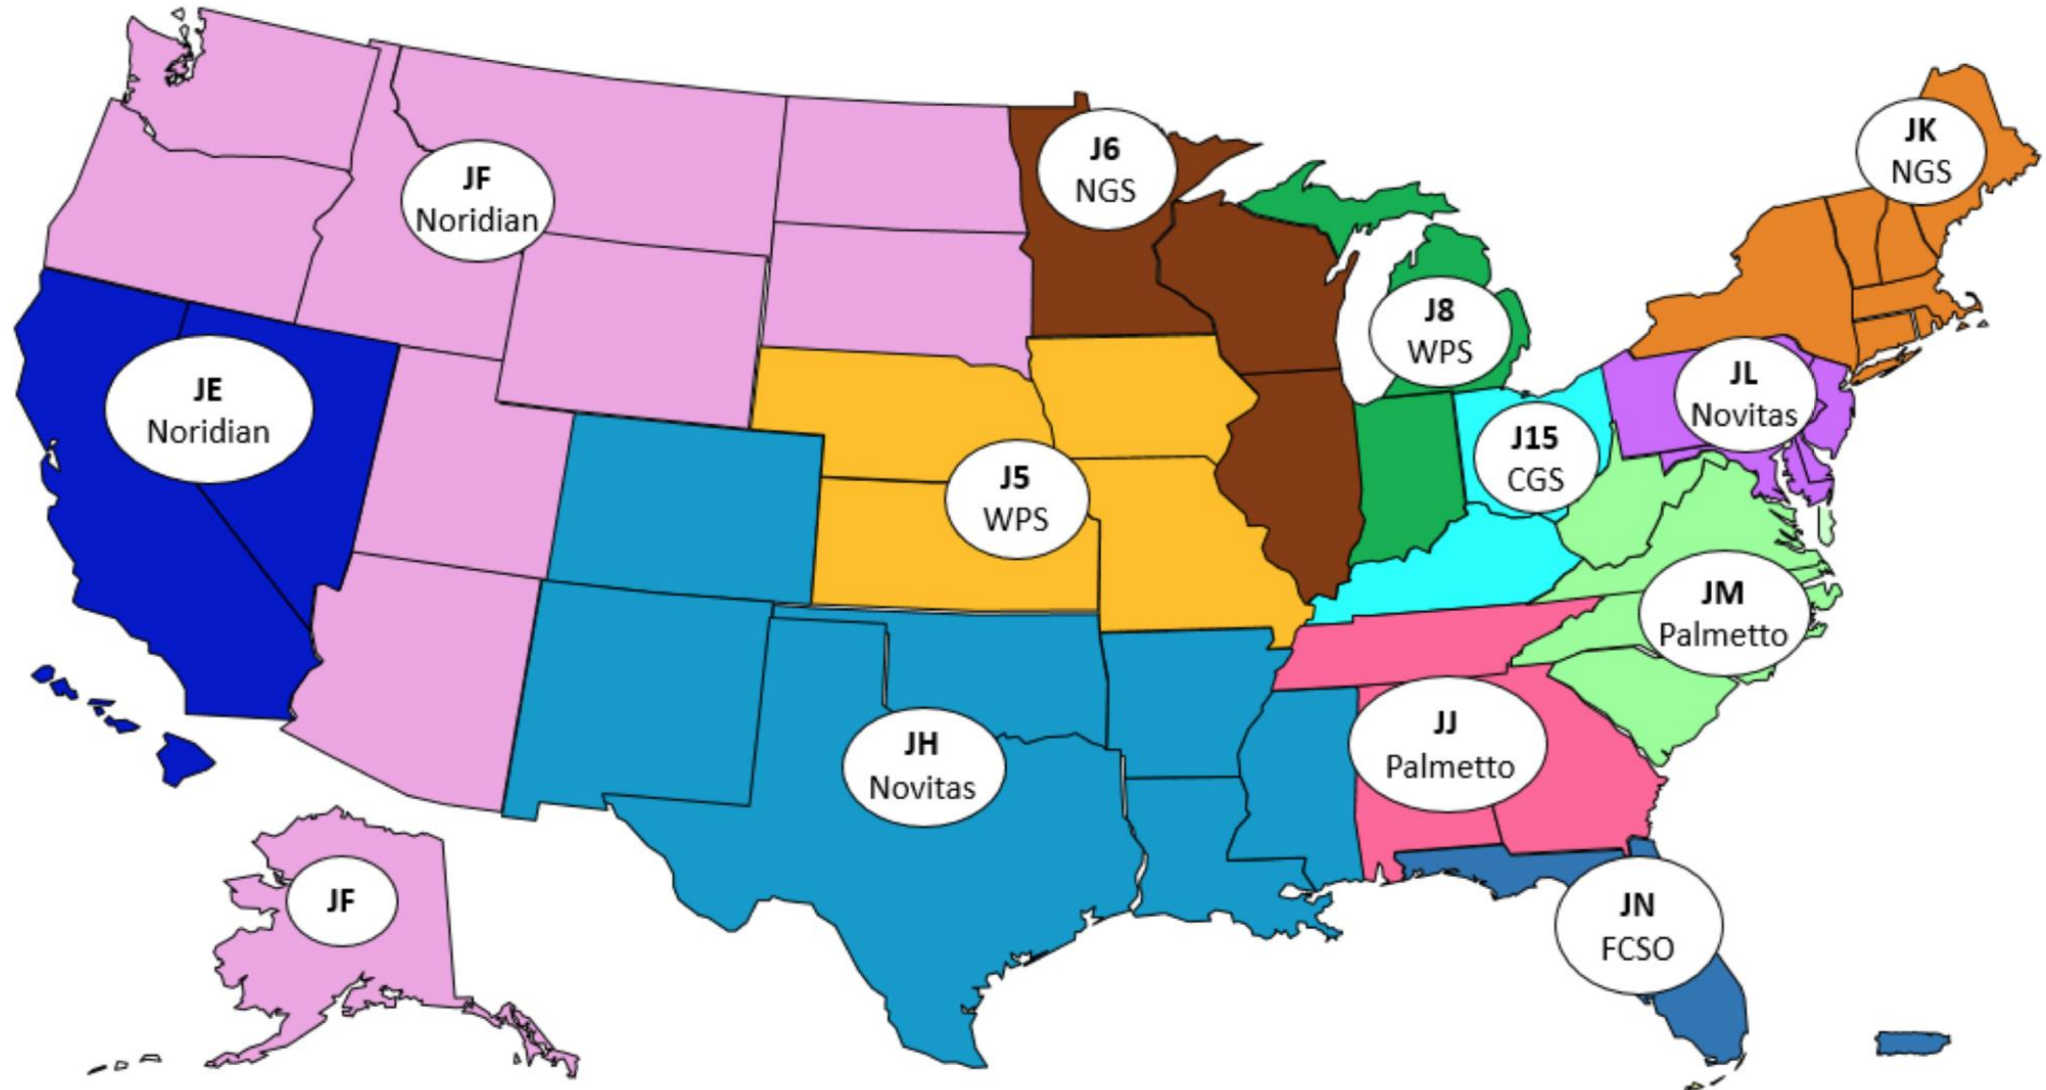 JF
Noridian
J6
NGS
JK
NGS
JE
Noridian
J8
WPS
JL
Novitas
J15
CGS
J5
WPS
JM
Palmetto
JH
Novitas
JJ
Palmetto
JF
JN
FCSO